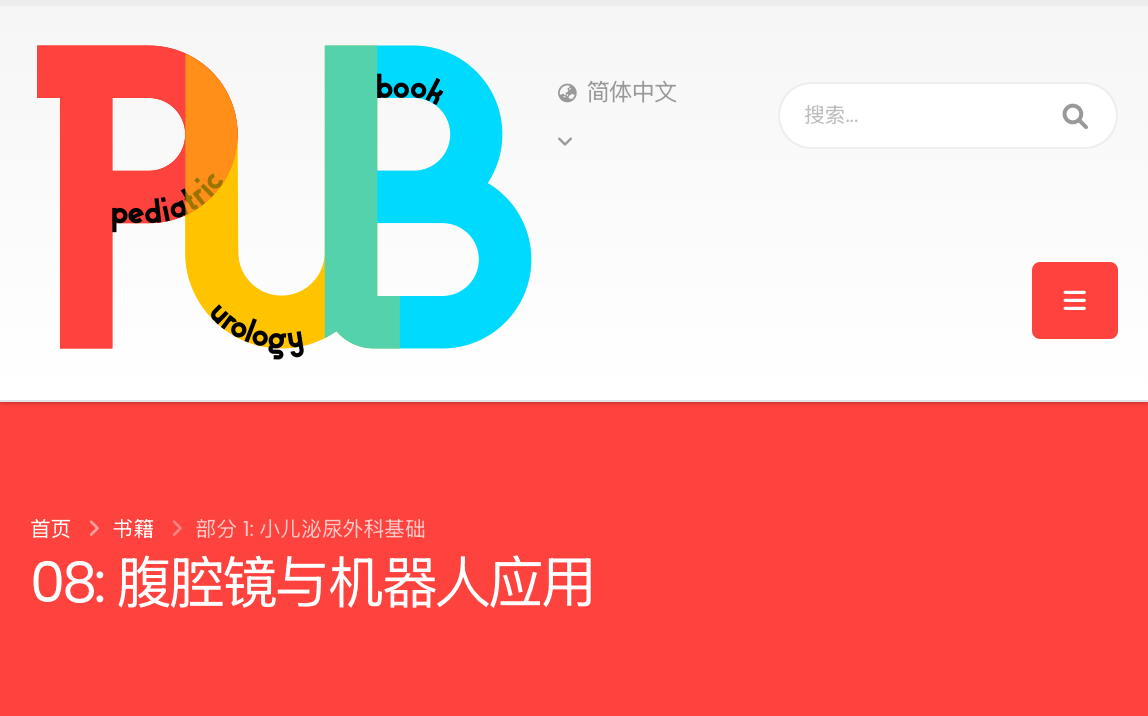 PUB
book
pediatric
urology
简体中文
搜索...
首页 书籍 部分 1: 小儿泌尿外科基础
08: 腹腔镜与机器人应用